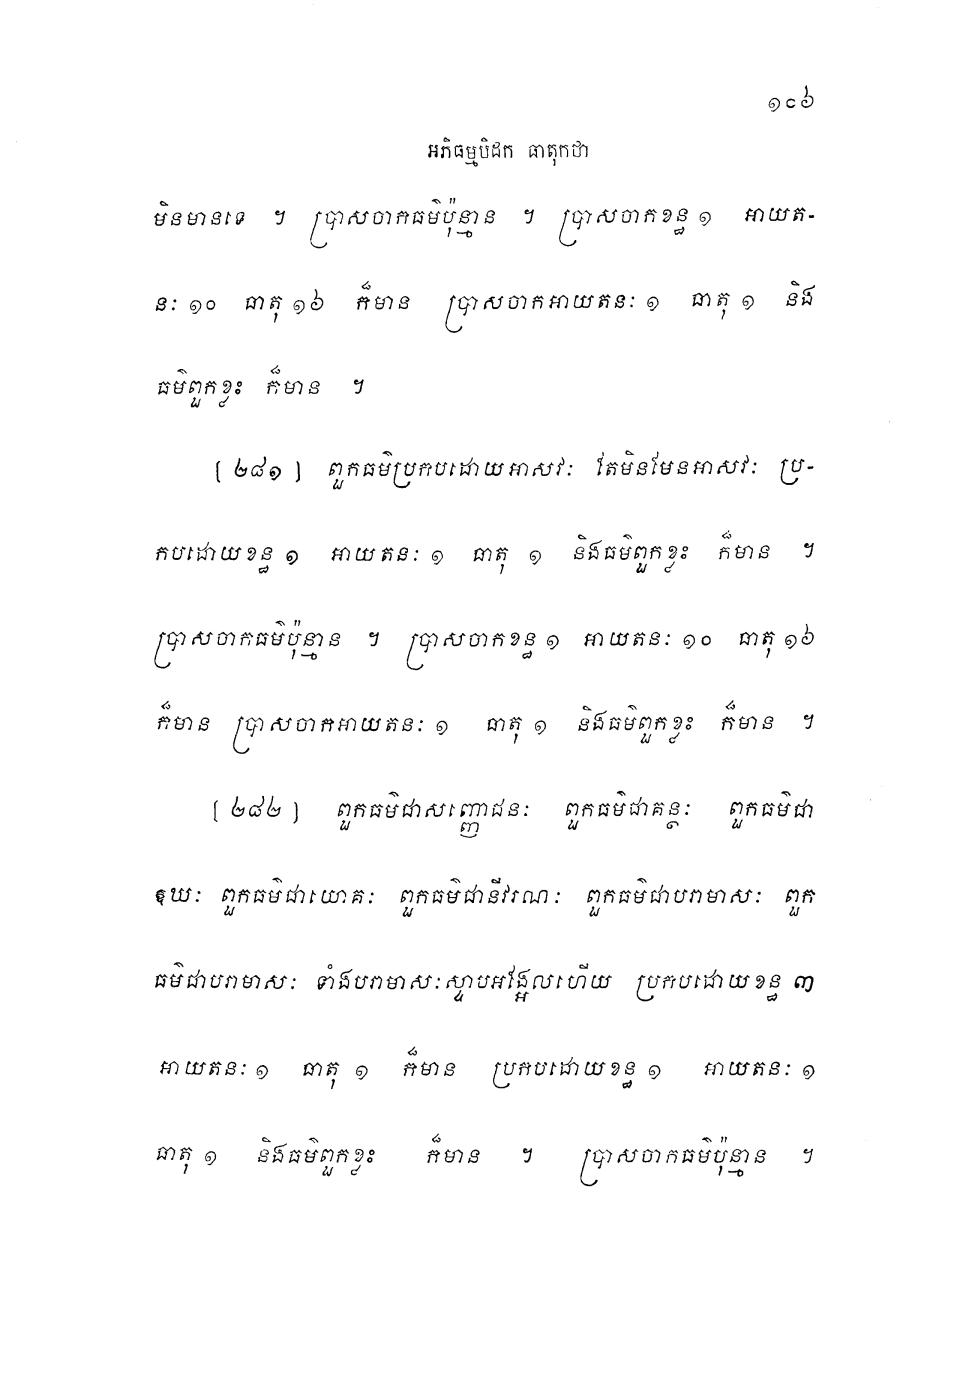 ១៤៦
អភិធម្មបិដក ធាតុកថា
មិនមានទេ ។ ប្រាសចាកធម៌ប៉ុន្មាន ។ ប្រាសចាកខន្ធ ១ អាយត-
នៈ ១០ ធាតុ ១៦ ក៏មាន ប្រាសចាកអាយតនៈ ១ ធាតុ ១ និង
ធម៌ពួកខ្លះ ក៏មាន ។
[ ២៨១ ] ពួកធម៌ប្រកបដោយអាសវៈ តែមិនមែនអាសវៈ ប្រ-
កបដោយខន្ធ ១ អាយតនៈ ១ ធាតុ ១ និងធម៌ពួកខ្លះ ក៏មាន ។
ប្រាសចាកធម៌ប៉ុន្មាន ។ ប្រាសចាកខន្ធ ១ អាយតនៈ ១០ ធាតុ ១៦
ក៏មាន ប្រាសចាកអាយតនៈ ១ ធាតុ ១ និងធម៌ពួកខ្លះ ក៏មាន ។
[ ២៨២ ] ពួកធម៌ជាសញ្ញោជនៈ ពួកធម៌ជាគន្ថៈ ពួកធម៌ជា
ឱឃៈ ពួកធម៌ជាយោគៈ ពួកធម៌ជានីវរណៈ ពួកធម៌ជាបរាមាសៈ ពួក
ធម៌ជាបរាមាសៈ ទាំងបរាមាសៈស្ទាបអង្អែលហើយ ប្រកបដោយខន្ធ ៣
អាយតនៈ ១ ធាតុ ១ ក៏មាន ប្រកបដោយខន្ធ ១ អាយតនៈ ១
ធាតុ ១ និងធម៌ពួកខ្លះ ក៏មាន ។ ប្រាសចាកធម៌ប៉ុន្មាន ។